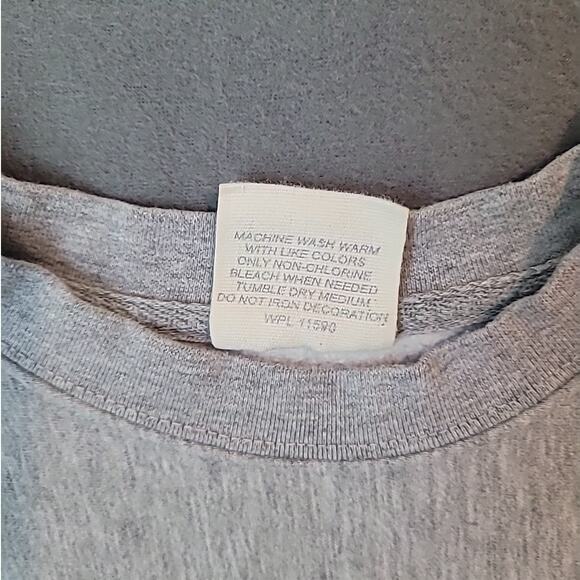 MACHINE WASH WARM
WITH LIKE COLORS
ONLY NON-CHLORINE
BLEACH WHEN NEEDED
TUMBLE DRY MEDIUM
DO NOT IRON DECORATION
WPL 11590